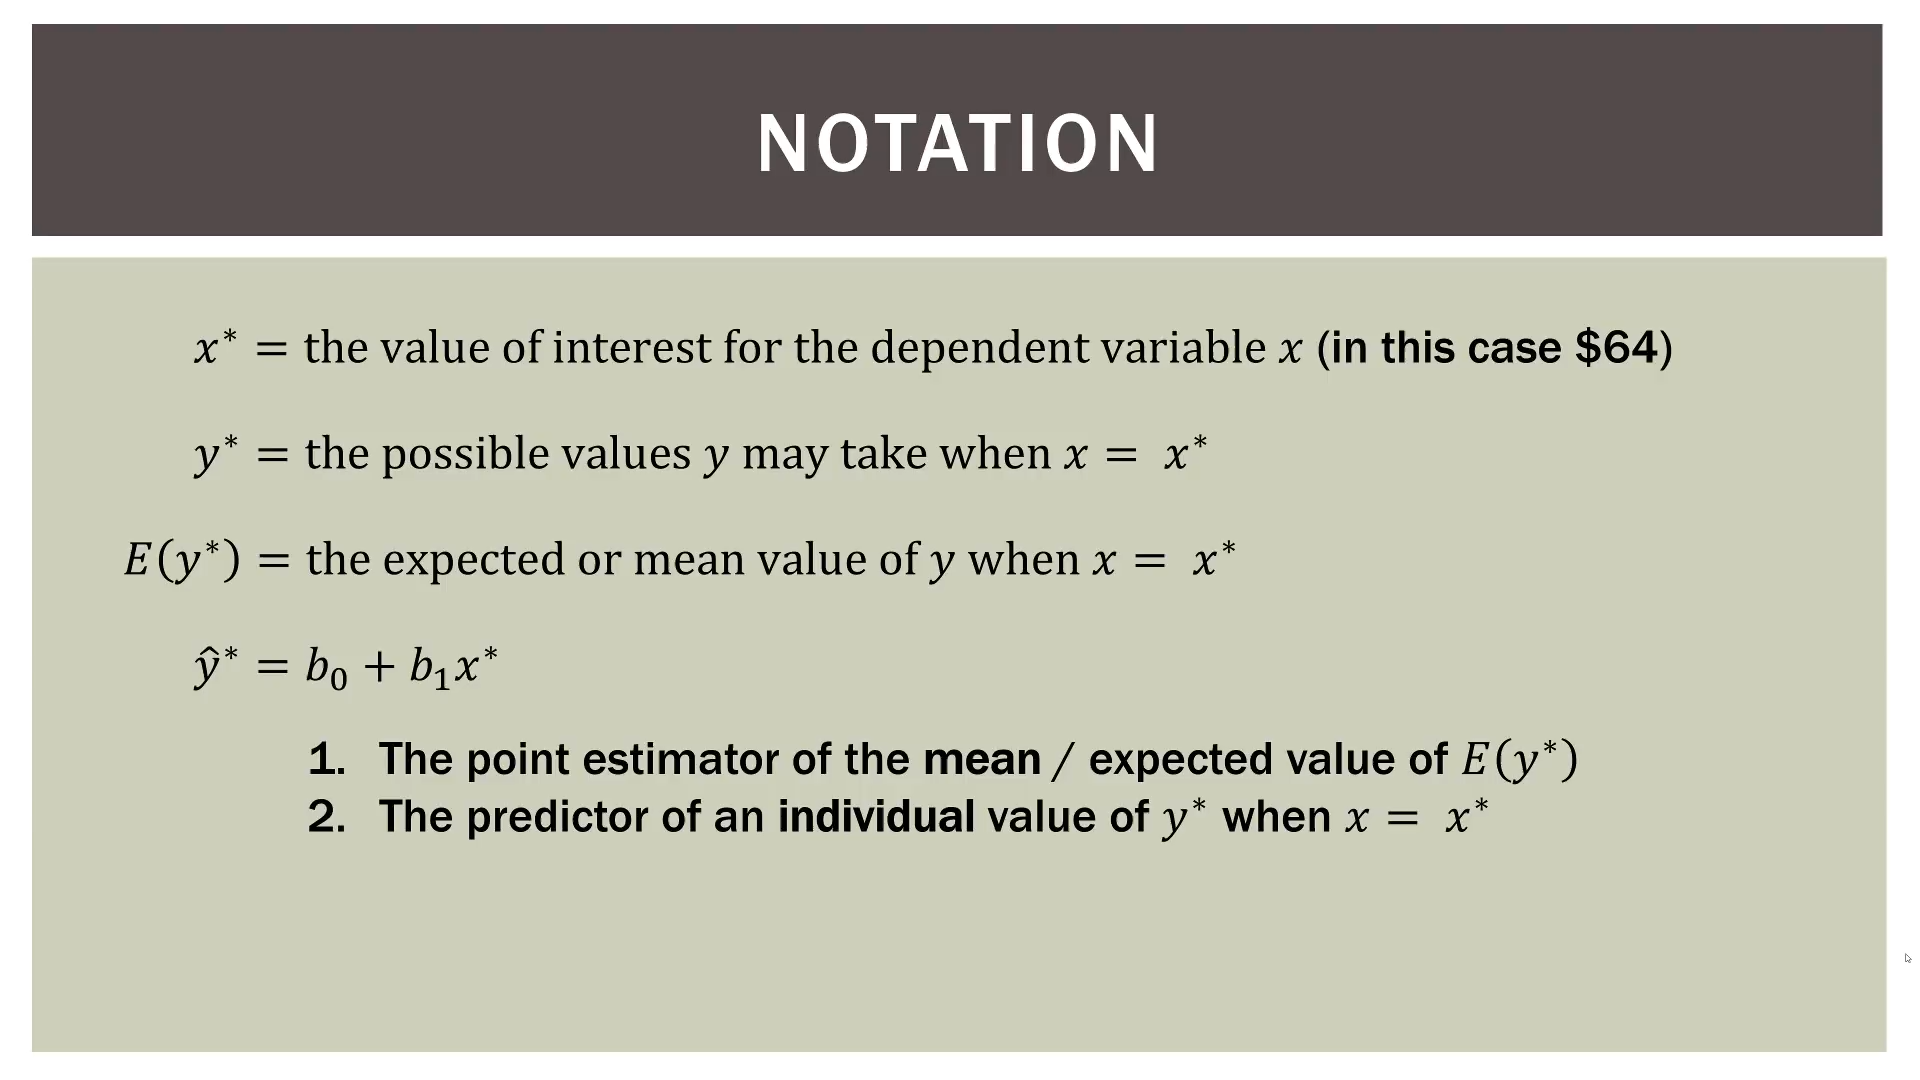 NOTATION
x* = the value of interest for the dependent variable x (in this case $64)
y* = the possible values y may take when x = x*
E(y*) = the expected or mean value of y when x = x*
ŷ* = b₀ + b₁x*
1. The point estimator of the mean / expected value of E(y*)
2. The predictor of an individual value of y* when x = x*